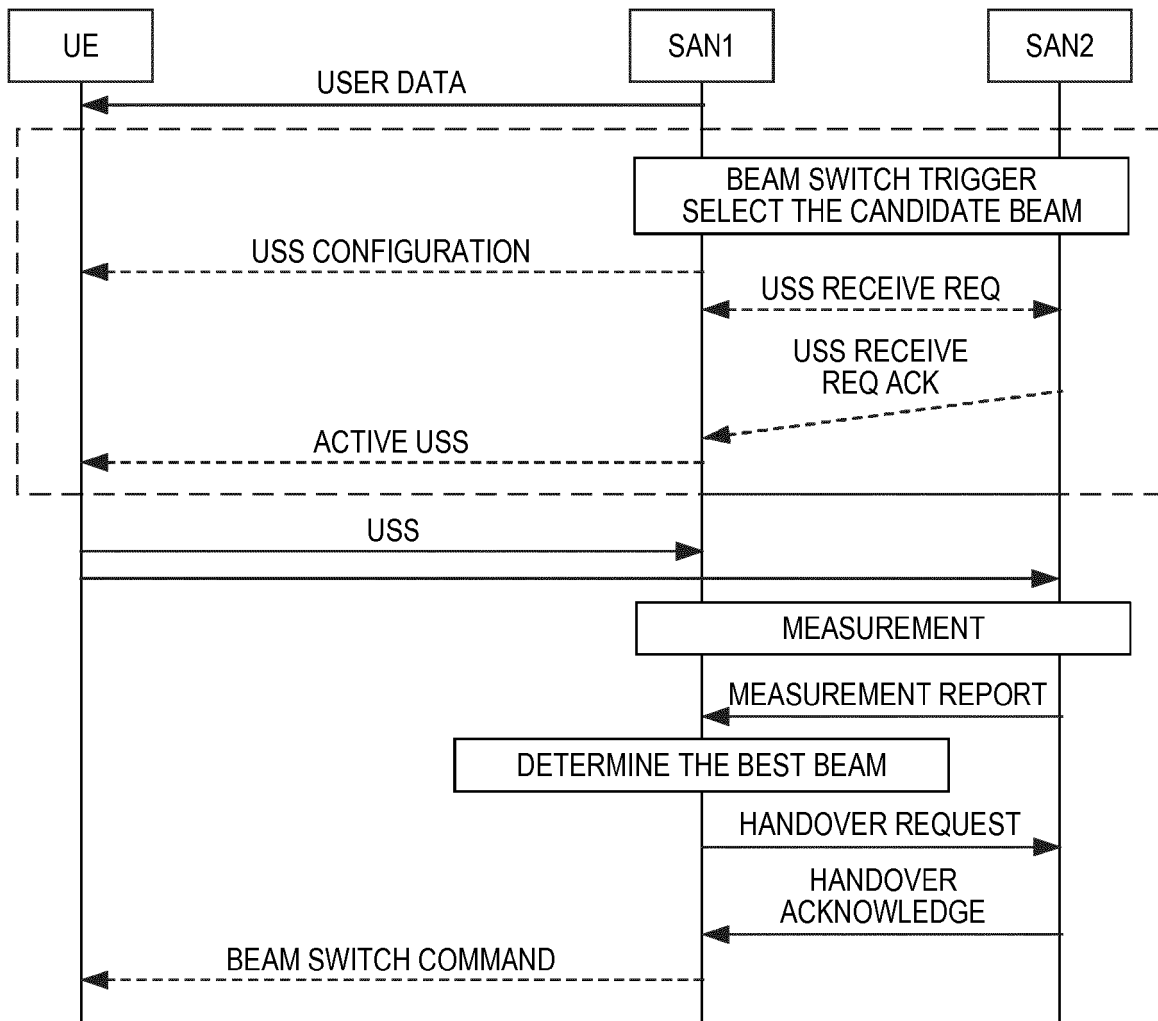 UE
SAN1
SAN2
USER DATA
BEAM SWITCH TRIGGER
SELECT THE CANDIDATE BEAM
USS CONFIGURATION
USS RECEIVE REQ
USS RECEIVE
REQ ACK
ACTIVE USS
USS
MEASUREMENT
MEASUREMENT REPORT
DETERMINE THE BEST BEAM
HANDOVER REQUEST
HANDOVER
ACKNOWLEDGE
BEAM SWITCH COMMAND